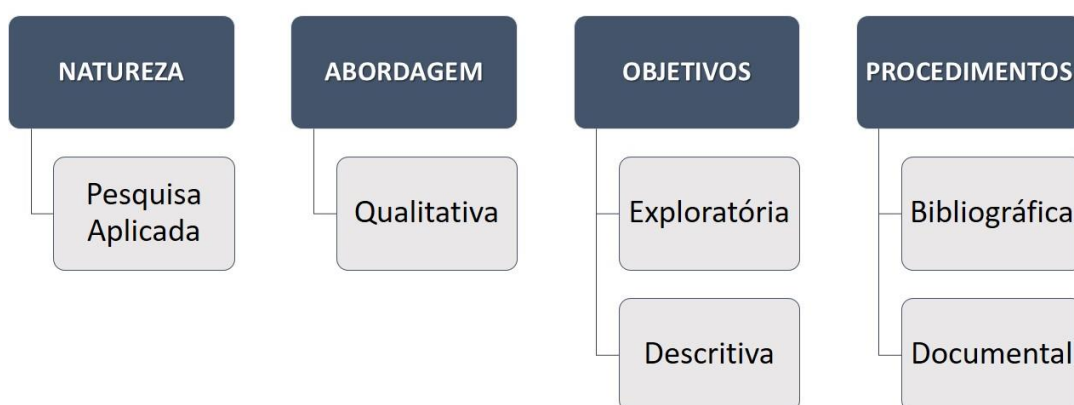 NATUREZA
ABORDAGEM
OBJETIVOS
PROCEDIMENTOS
Pesquisa
Aplicada
Qualitativa
Exploratória
Bibliográfica
Descritiva
Documental